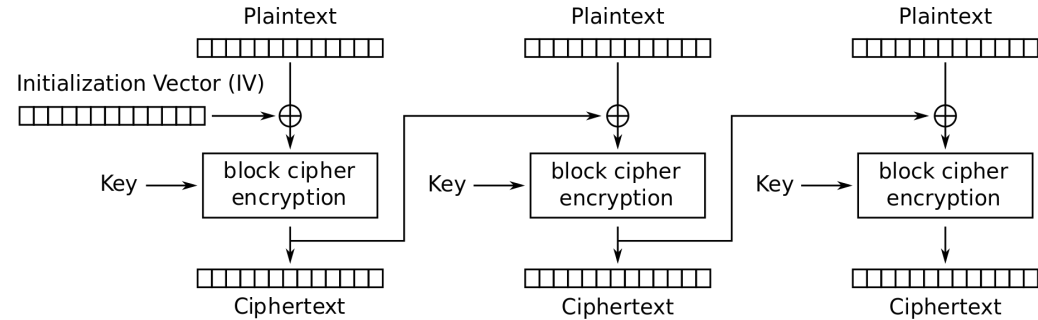 Plaintext
Plaintext
Plaintext
Initialization Vector (IV)
Key
block cipher
encryption
Key
block cipher
encryption
Key
block cipher
encryption
Ciphertext
Ciphertext
Ciphertext